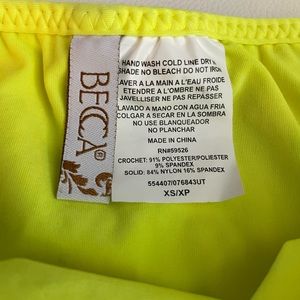 BECCA®
HAND WASH COLD LINE DRY IN
SHADE NO BLEACH DO NOT IRON
LAVER A LA MAIN A L'EAU FROIDE
ETENDRE A L'OMBRE NE PAS
JAVELLISER NE PAS REPASSER
LAVADO A MANO CON AGUA FRIA
COLGAR A SECAR EN LA SOMBRA
NO USE BLANQUEADOR
NO PLANCHAR
MADE IN CHINA
RN#59526
CROCHET: 91% POLYESTER/POLIESTER
9% SPANDEX
SOLID: 84% NYLON 16% SPANDEX
554407/076843UT
XS/XP